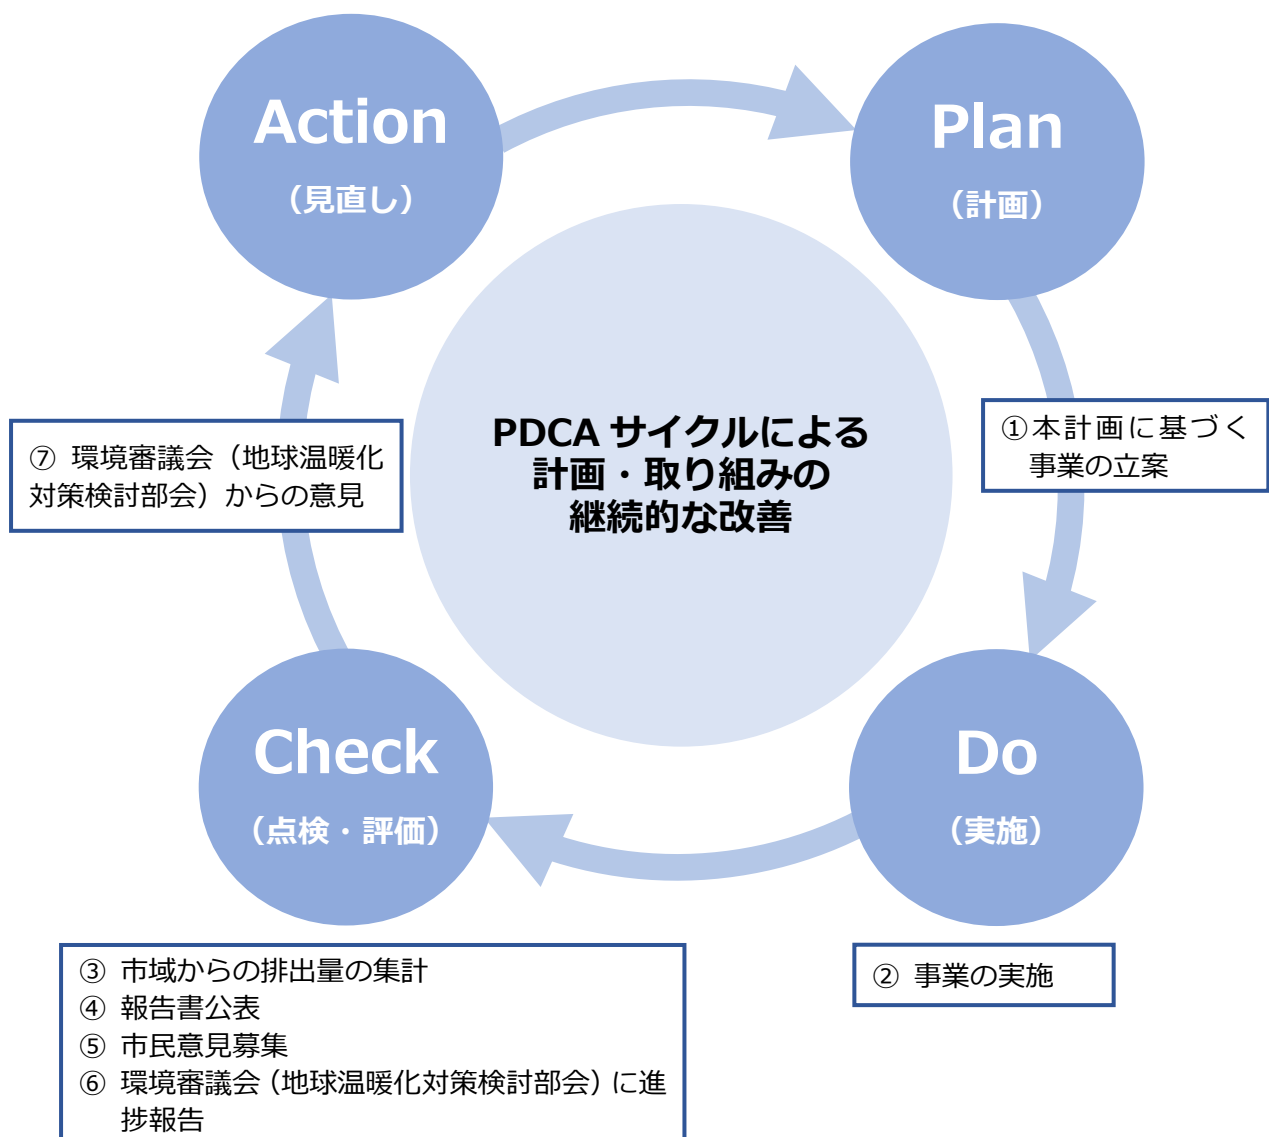 Action
（見直し）
Plan
（計画）
PDCA サイクルによる
計画・取り組みの
継続的な改善
①本計画に基づく
事業の立案
⑦ 環境審議会（地球温暖化
対策検討部会）からの意見
Check
（点検・評価）
Do
（実施）
② 事業の実施
③ 市域からの排出量の集計
④ 報告書公表
⑤ 市民意見募集
⑥ 環境審議会（地球温暖化対策検討部会）に進
捗報告